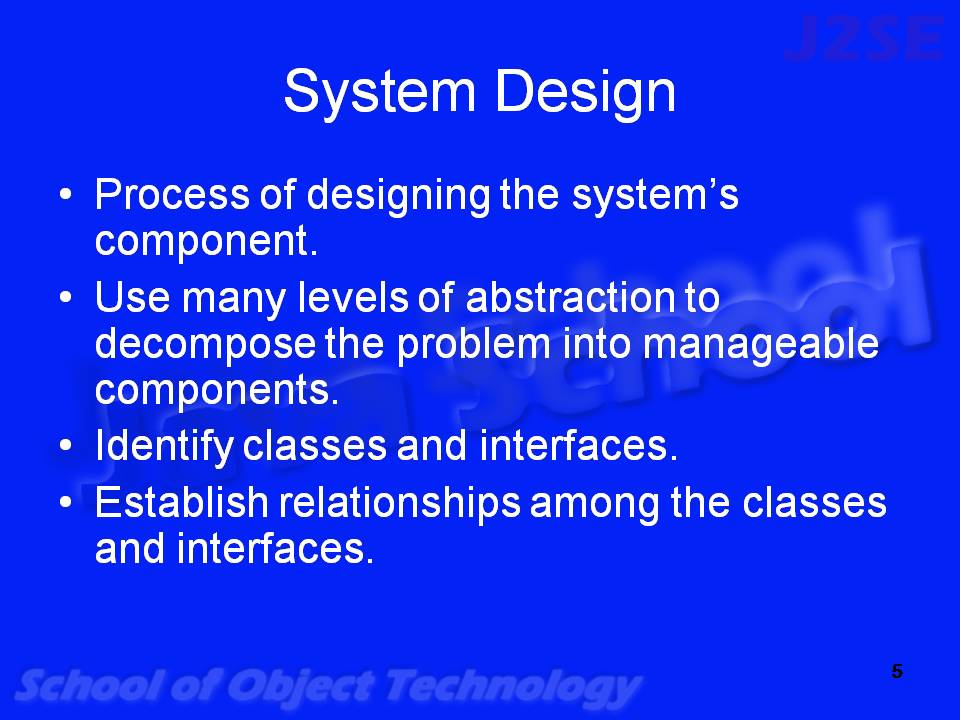 J2SE
System Design
• Process of designing the system's
component.
• Use many levels of abstraction to
decompose the problem into manageable
components.
• Identify classes and interfaces.
• Establish relationships among the classes
and interfaces.
Java School
School of Object Technology
5